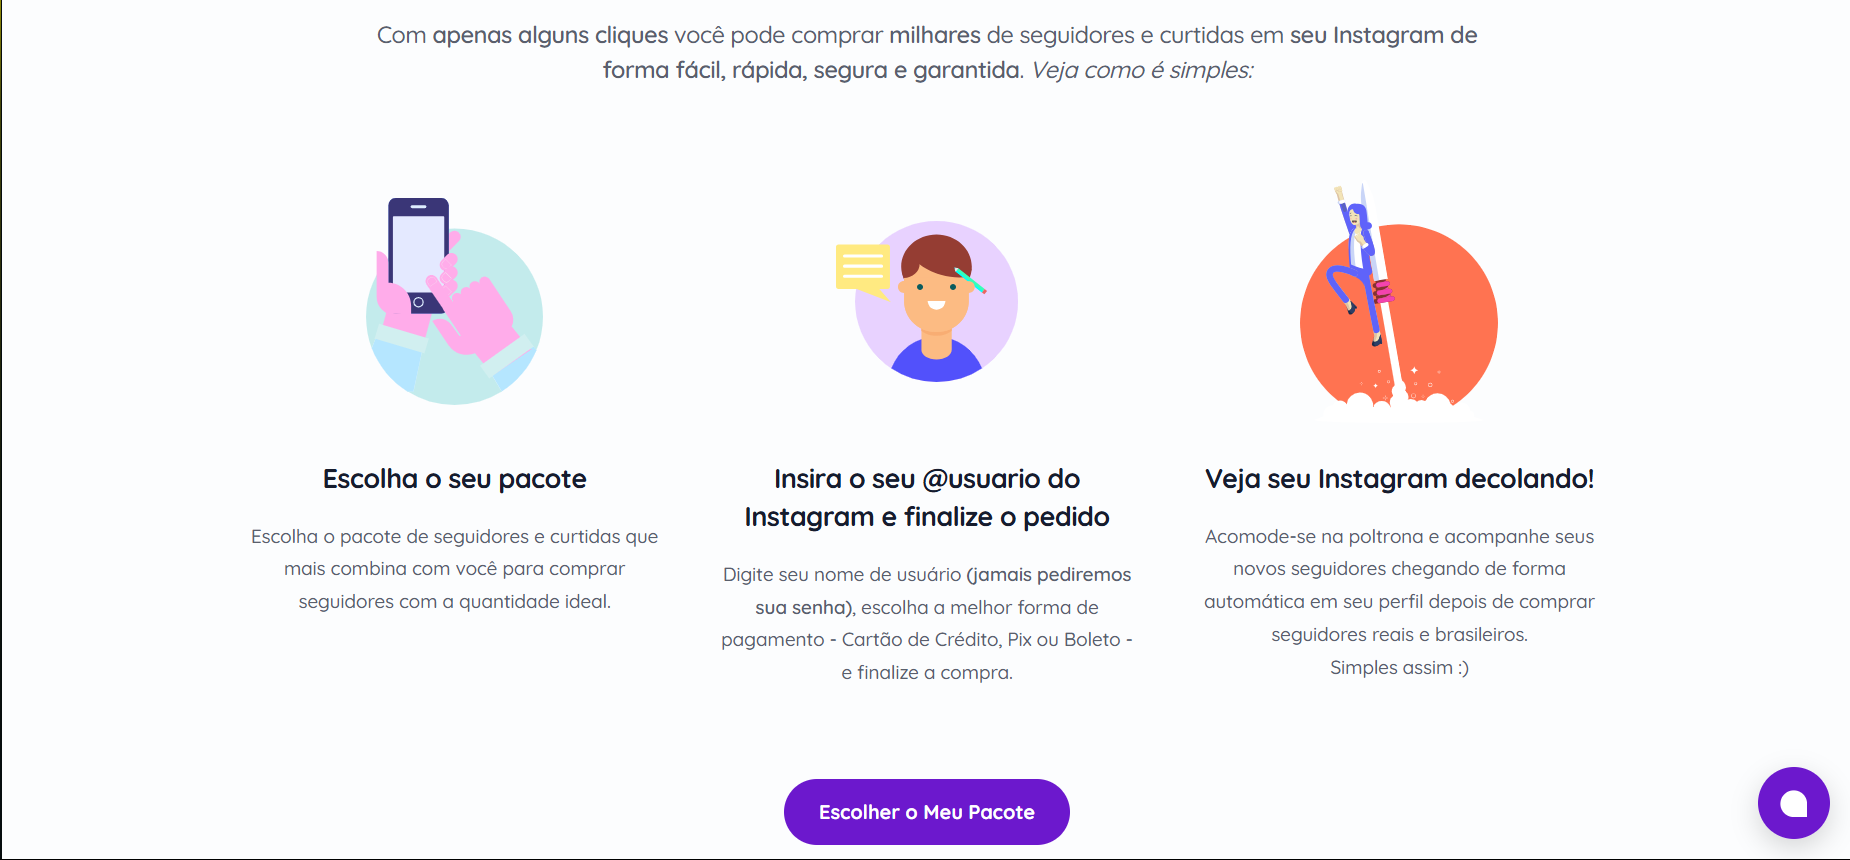 Com apenas alguns cliques você pode comprar milhares de seguidores e curtidas em seu Instagram de
forma fácil, rápida, segura e garantida. Veja como é simples:
Escolha o seu pacote
Escolha o pacote de seguidores e curtidas que
mais combina com você para comprar
seguidores com a quantidade ideal.
Insira o seu @usuario do
Instagram e finalize o pedido
Digite seu nome de usuário (jamais pediremos
sua senha), escolha a melhor forma de
pagamento - Cartão de Crédito, Pix ou Boleto -
e finalize a compra.
Veja seu Instagram decolando!
Acomode-se na poltrona e acompanhe seus
novos seguidores chegando de forma
automática em seu perfil depois de comprar
seguidores reais e brasileiros.
Simples assim :)
Escolher o Meu Pacote